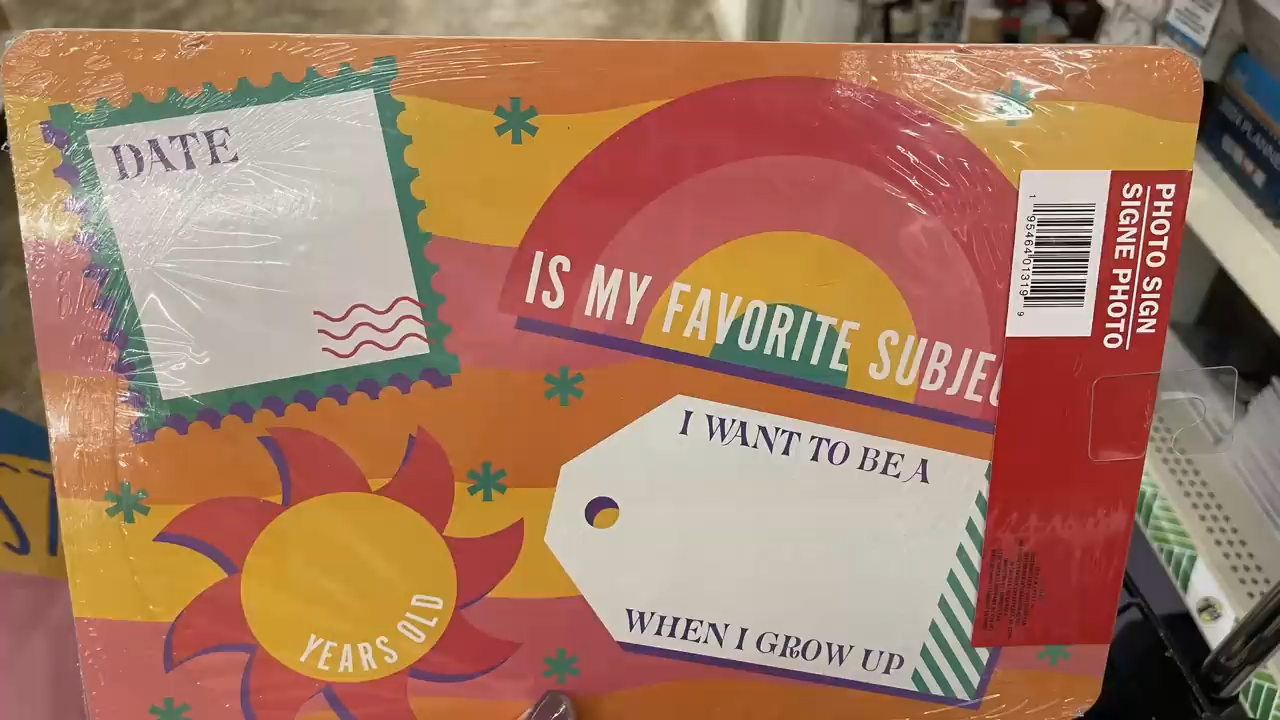 DATE
IS MY FAVORITE SUBJEC
I WANT TO BE A
WHEN I GROW UP
YEARS OLD
PHOTO SIGN
SIGNE PHOTO
1 95464 01319 9